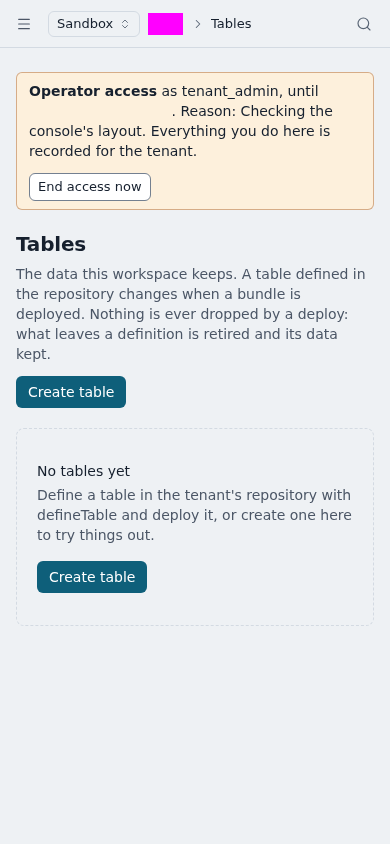 Sandbox
Tables
Operator access as tenant_admin, until
. Reason: Checking the
console's layout. Everything you do here is
recorded for the tenant.
End access now
Tables
The data this workspace keeps. A table defined in
the repository changes when a bundle is
deployed. Nothing is ever dropped by a deploy:
what leaves a definition is retired and its data
kept.
Create table
No tables yet
Define a table in the tenant's repository with
defineTable and deploy it, or create one here
to try things out.
Create table